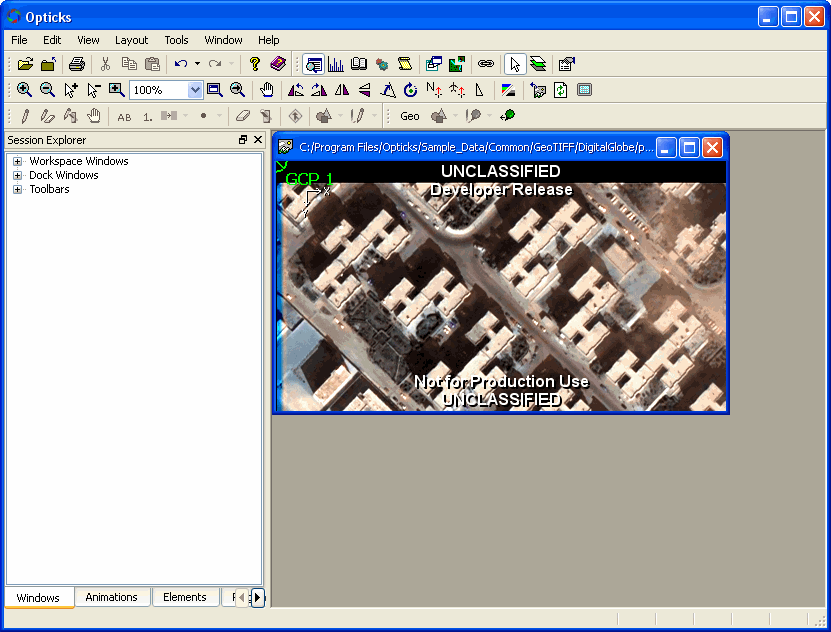 Opticks
File Edit View Layout Tools Window Help
100%
AB 1. Geo
Session Explorer
Workspace Windows
Dock Windows
Toolbars
C:/Program Files/Opticks/Sample_Data/Common/GeoTIFF/DigitalGlobe/p...
UNCLASSIFIED
Developer Release
GCP 1
X
Y
Not for Production Use
UNCLASSIFIED
Windows Animations Elements